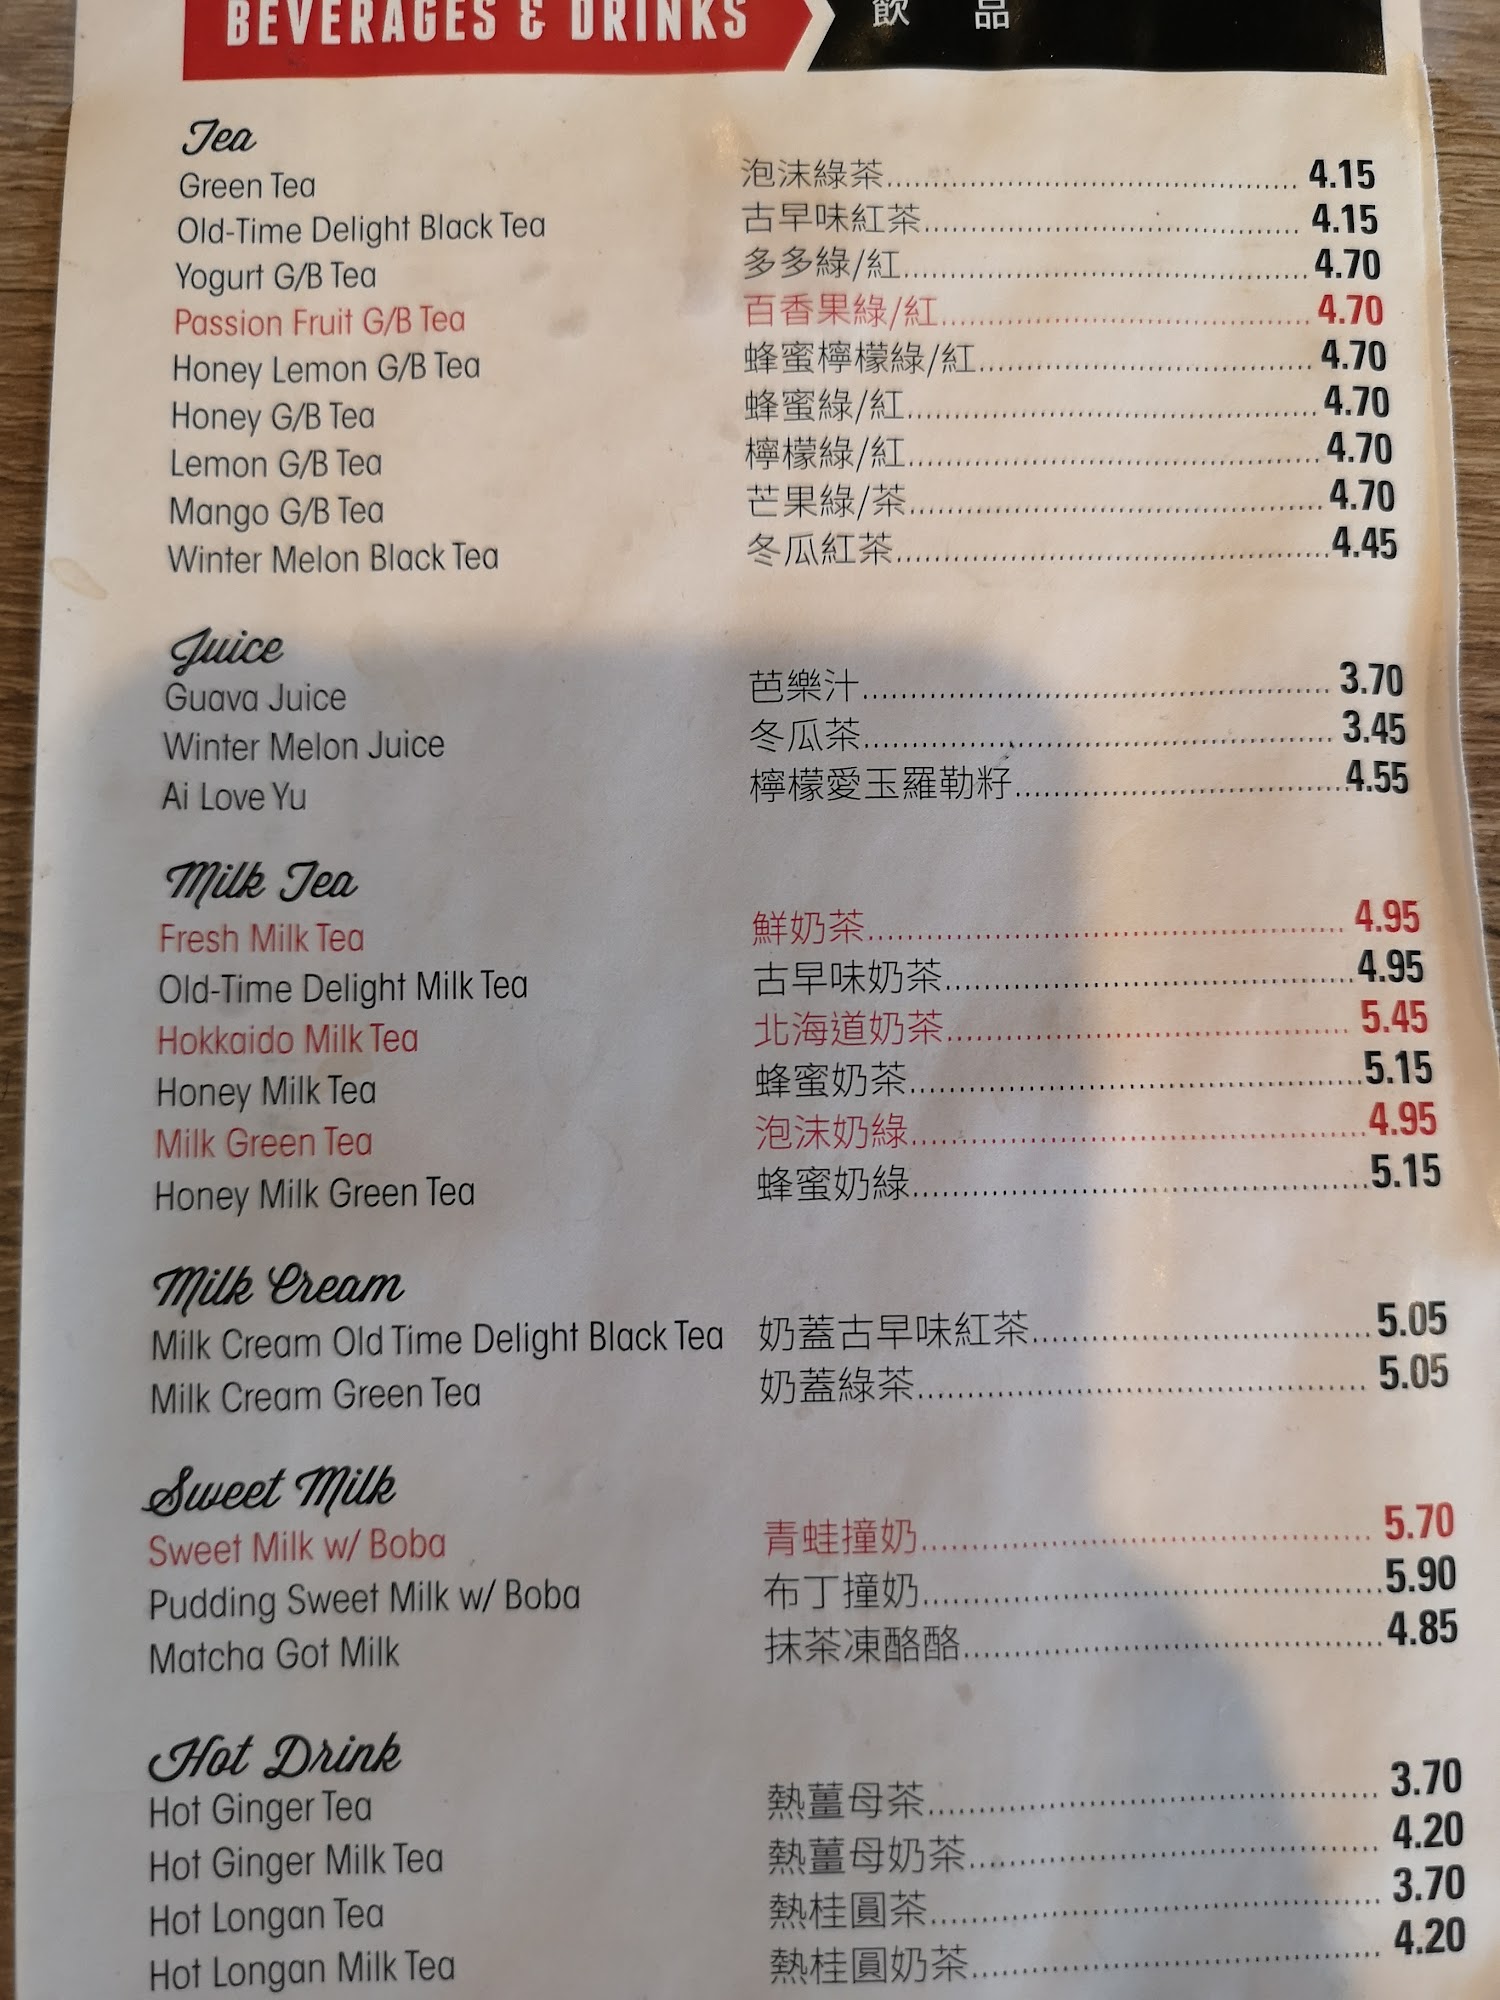 BEVERAGES & DRINKS 飲 品
Tea
Green Tea 泡沫綠茶 4.15
Old-Time Delight Black Tea 古早味紅茶 4.15
Yogurt G/B Tea 多多綠/紅 4.70
Passion Fruit G/B Tea 百香果綠/紅 4.70
Honey Lemon G/B Tea 蜂蜜檸檬綠/紅 4.70
Honey G/B Tea 蜂蜜綠/紅 4.70
Lemon G/B Tea 檸檬綠/紅 4.70
Mango G/B Tea 芒果綠/茶 4.70
Winter Melon Black Tea 冬瓜紅茶 4.45
Juice
Guava Juice 芭樂汁 3.70
Winter Melon Juice 冬瓜茶 3.45
Ai Love Yu 檸檬愛玉羅勒籽 4.55
Milk Tea
Fresh Milk Tea 鮮奶茶 4.95
Old-Time Delight Milk Tea 古早味奶茶 4.95
Hokkaido Milk Tea 北海道奶茶 5.45
Honey Milk Tea 蜂蜜奶茶 5.15
Milk Green Tea 泡沫奶綠 4.95
Honey Milk Green Tea 蜂蜜奶綠 5.15
Milk Cream
Milk Cream Old Time Delight Black Tea 奶蓋古早味紅茶 5.05
Milk Cream Green Tea 奶蓋綠茶 5.05
Sweet Milk
Sweet Milk w/ Boba 青蛙撞奶 5.70
Pudding Sweet Milk w/ Boba 布丁撞奶 5.90
Matcha Got Milk 抹茶凍酪酪 4.85
Hot Drink
Hot Ginger Tea 熱薑母茶 3.70
Hot Ginger Milk Tea 熱薑母奶茶 4.20
Hot Longan Tea 熱桂圓茶 3.70
Hot Longan Milk Tea 熱桂圓奶茶 4.20